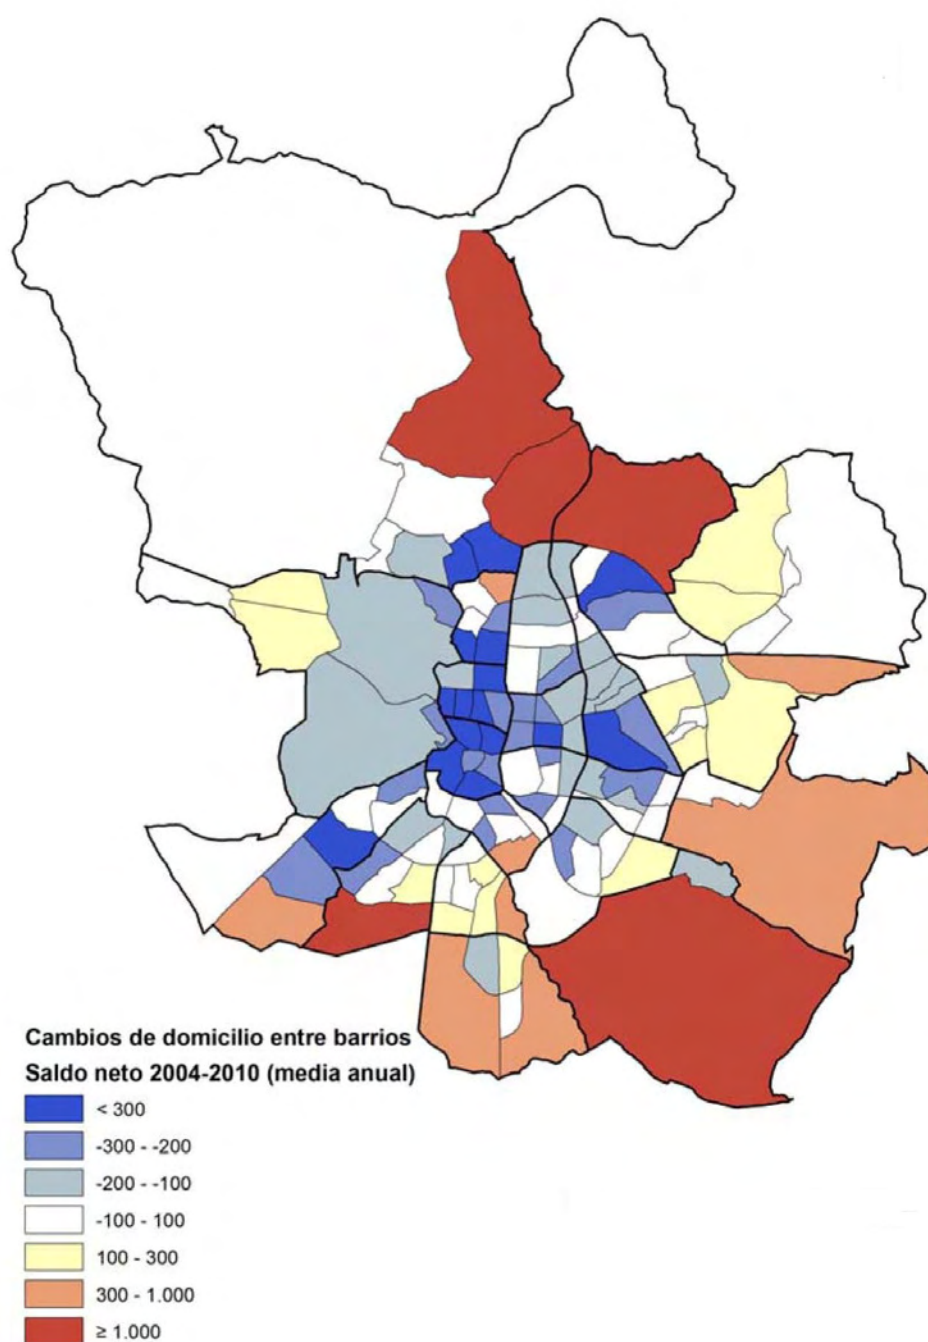 Cambios de domicilio entre barrios
Saldo neto 2004-2010 (media anual)
< 300
-300 - -200
-200 - -100
-100 - 100
100 - 300
300 - 1.000
≥ 1.000